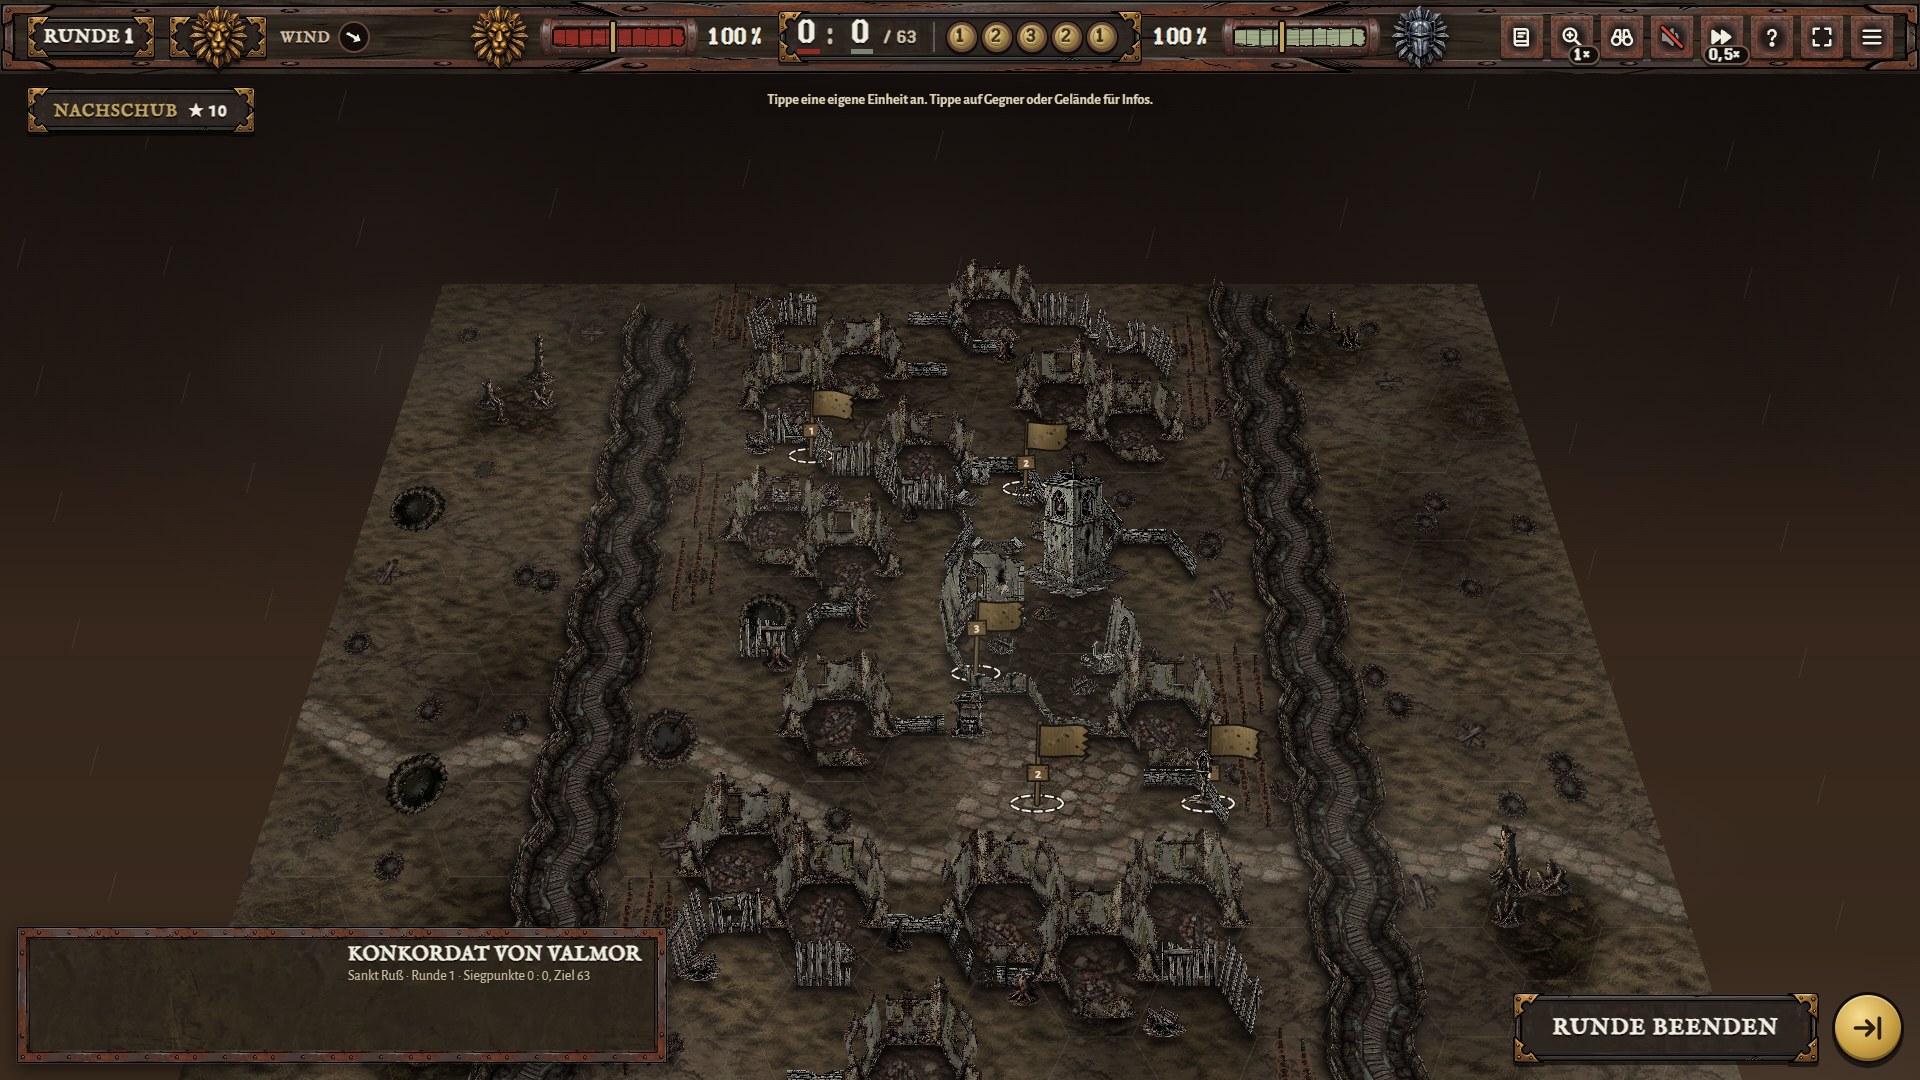 RUNDE 1
WIND
100 %
0 : 0 / 63
1 2 3 2 1
100 %
1×
0,5×
?
NACHSCHUB ★ 10
Tippe eine eigene Einheit an. Tippe auf Gegner oder Gelände für Infos.
1
2
3
2
KONKORDAT VON VALMOR
Sankt Ruß · Runde 1 · Siegpunkte 0 : 0, Ziel 63
RUNDE BEENDEN